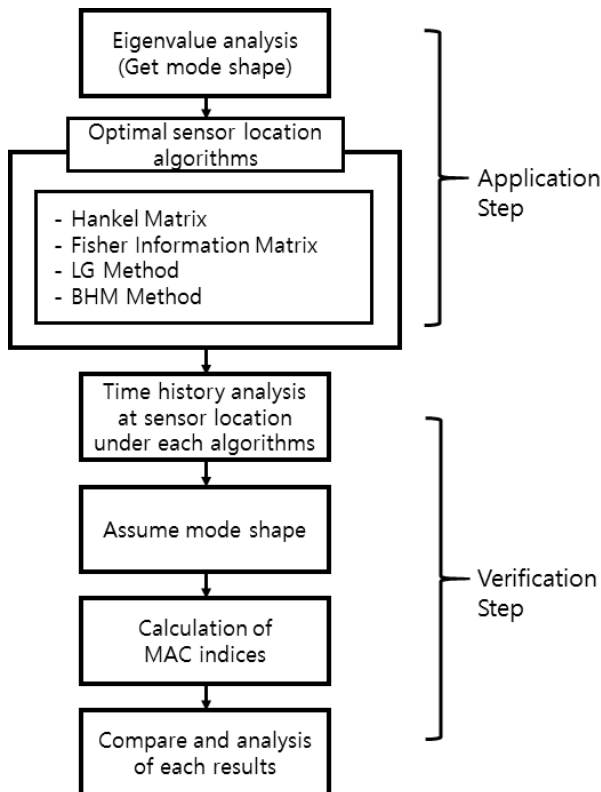 Eigenvalue analysis
(Get mode shape)
Optimal sensor location
algorithms
- Hankel Matrix
- Fisher Information Matrix
- LG Method
- BHM Method
Application
Step
Time history analysis
at sensor location
under each algorithms
Assume mode shape
Calculation of
MAC indices
Compare and analysis
of each results
Verification
Step